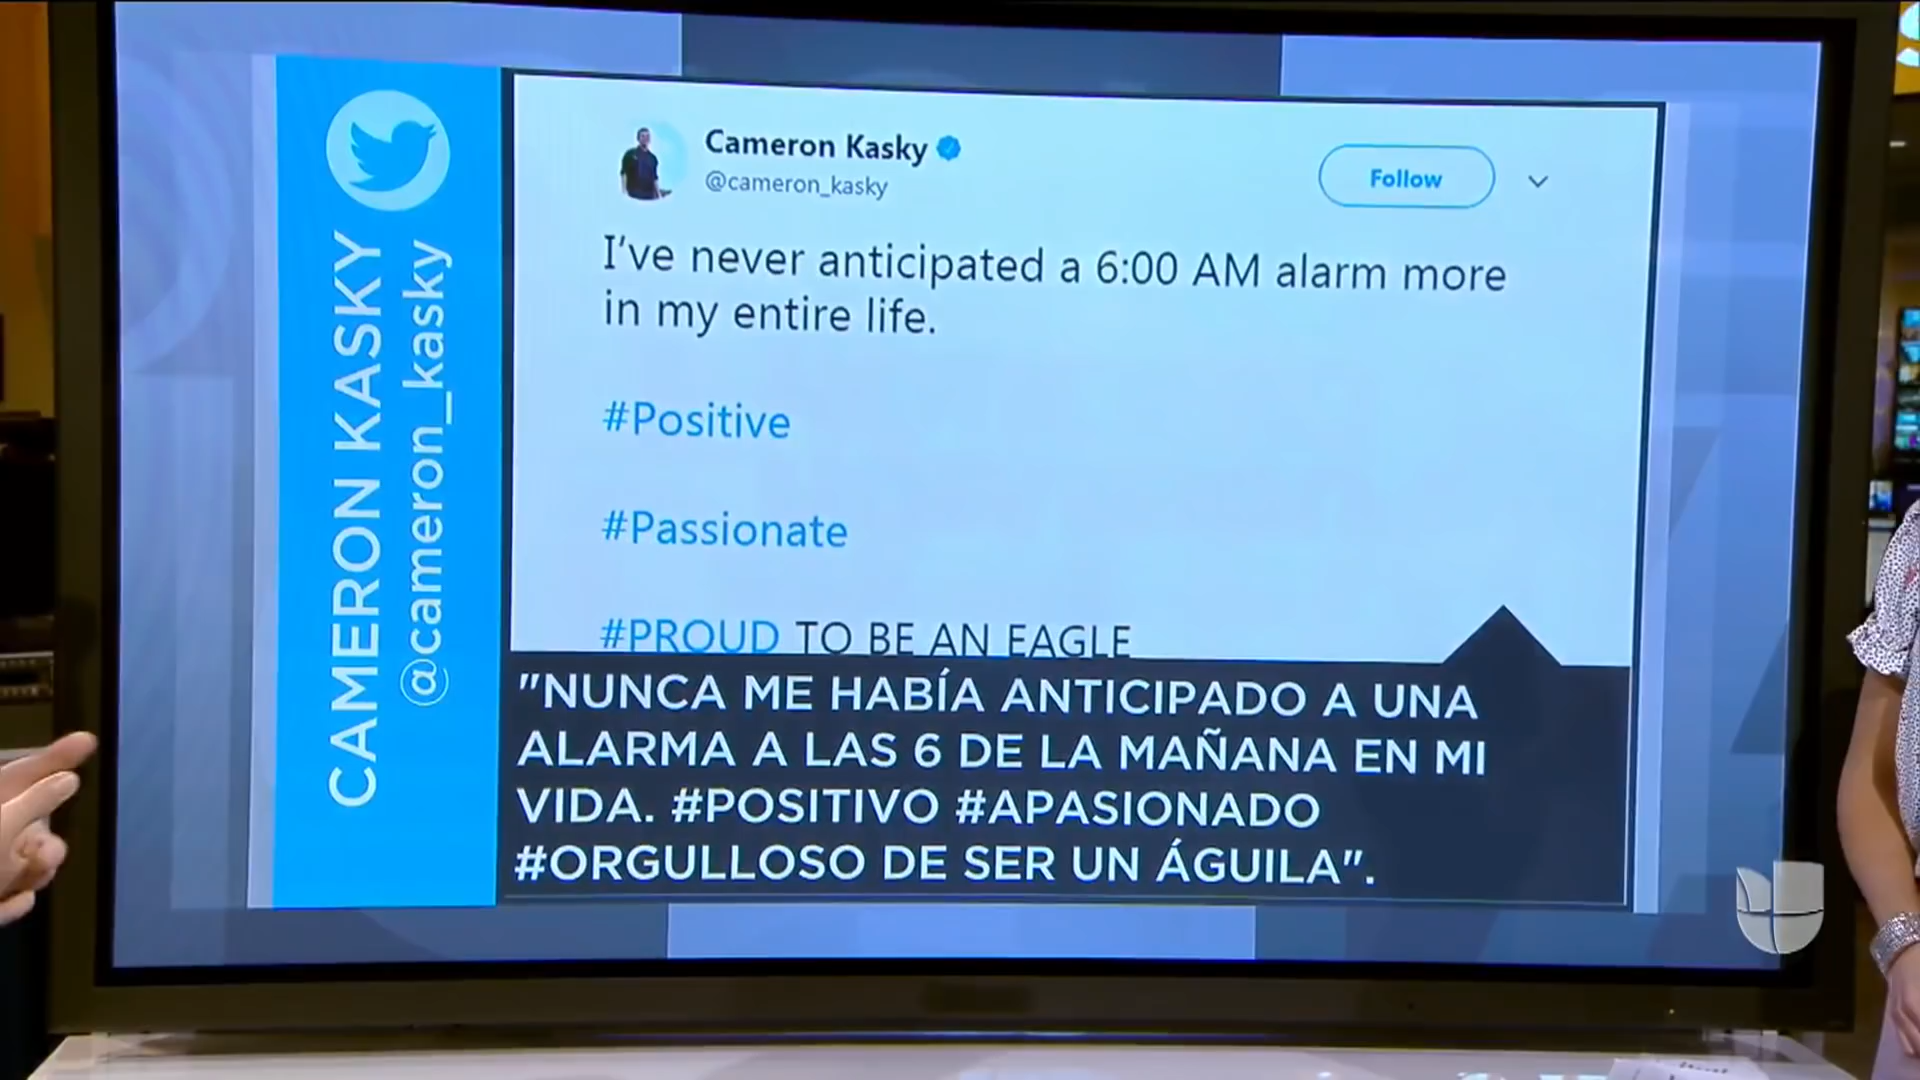 CAMERON KASKY
@cameron_kasky
Cameron Kasky
@cameron_kasky
Follow
I've never anticipated a 6:00 AM alarm more
in my entire life.
#Positive
#Passionate
#PROUD TO BE AN EAGLE
"NUNCA ME HABÍA ANTICIPADO A UNA
ALARMA A LAS 6 DE LA MAÑANA EN MI
VIDA. #POSITIVO #APASIONADO
#ORGULLOSO DE SER UN ÁGUILA".